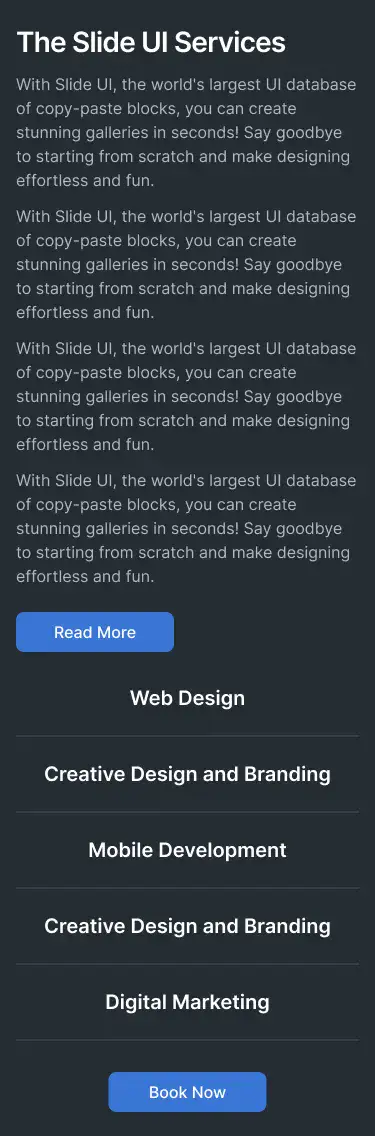 The Slide UI Services
With Slide UI, the world's largest UI database
of copy-paste blocks, you can create
stunning galleries in seconds! Say goodbye
to starting from scratch and make designing
effortless and fun.
With Slide UI, the world's largest UI database
of copy-paste blocks, you can create
stunning galleries in seconds! Say goodbye
to starting from scratch and make designing
effortless and fun.
With Slide UI, the world's largest UI database
of copy-paste blocks, you can create
stunning galleries in seconds! Say goodbye
to starting from scratch and make designing
effortless and fun.
With Slide UI, the world's largest UI database
of copy-paste blocks, you can create
stunning galleries in seconds! Say goodbye
to starting from scratch and make designing
effortless and fun.
Read More
Web Design
Creative Design and Branding
Mobile Development
Creative Design and Branding
Digital Marketing
Book Now